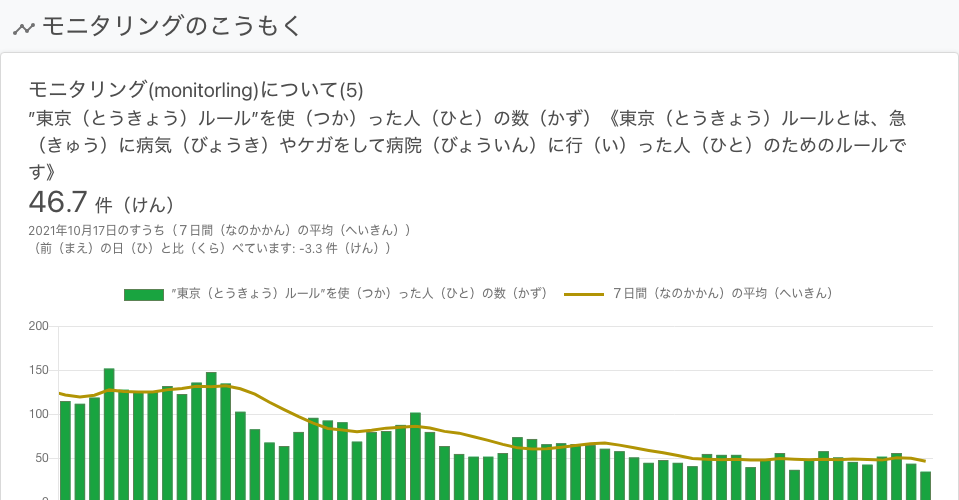 モニタリングのこうもく
モニタリング(monitorling)について(5)
”東京（とうきょう）ルール”を使（つか）った人（ひと）の数（かず）《東京（とうきょう）ルールとは、急
（きゅう）に病気（びょうき）やケガをして病院（びょういん）に行（い）った人（ひと）のためのルールで
す》
46.7 件（けん）
2021年10月17日のすうち（７日間（なのかかん）の平均（へいきん））
（前（まえ）の日（ひ）と比（くら）べています: -3.3 件（けん））
”東京（とうきょう）ルール”を使（つか）った人（ひと）の数（かず） ７日間（なのかかん）の平均（へいきん）
200
150
100
50
0